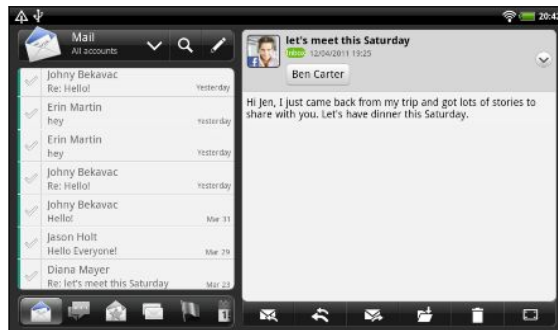 20:42
Mail
All accounts
Johny Bekavac
Re: Hello!
Yesterday
Erin Martin
hey
Yesterday
Erin Martin
hey
Yesterday
Johny Bekavac
Re: Hello!
Yesterday
Johny Bekavac
Hello!
Mar 31
Jason Holt
Hello Everyone!
Mar 29
Diana Mayer
Re: let's meet this Saturday
Mar 23
1
let's meet this Saturday
Inbox 12/04/2011 19:25
Ben Carter
Hi Jen, I just came back from my trip and got lots of stories to
share with you. Let's have dinner this Saturday.